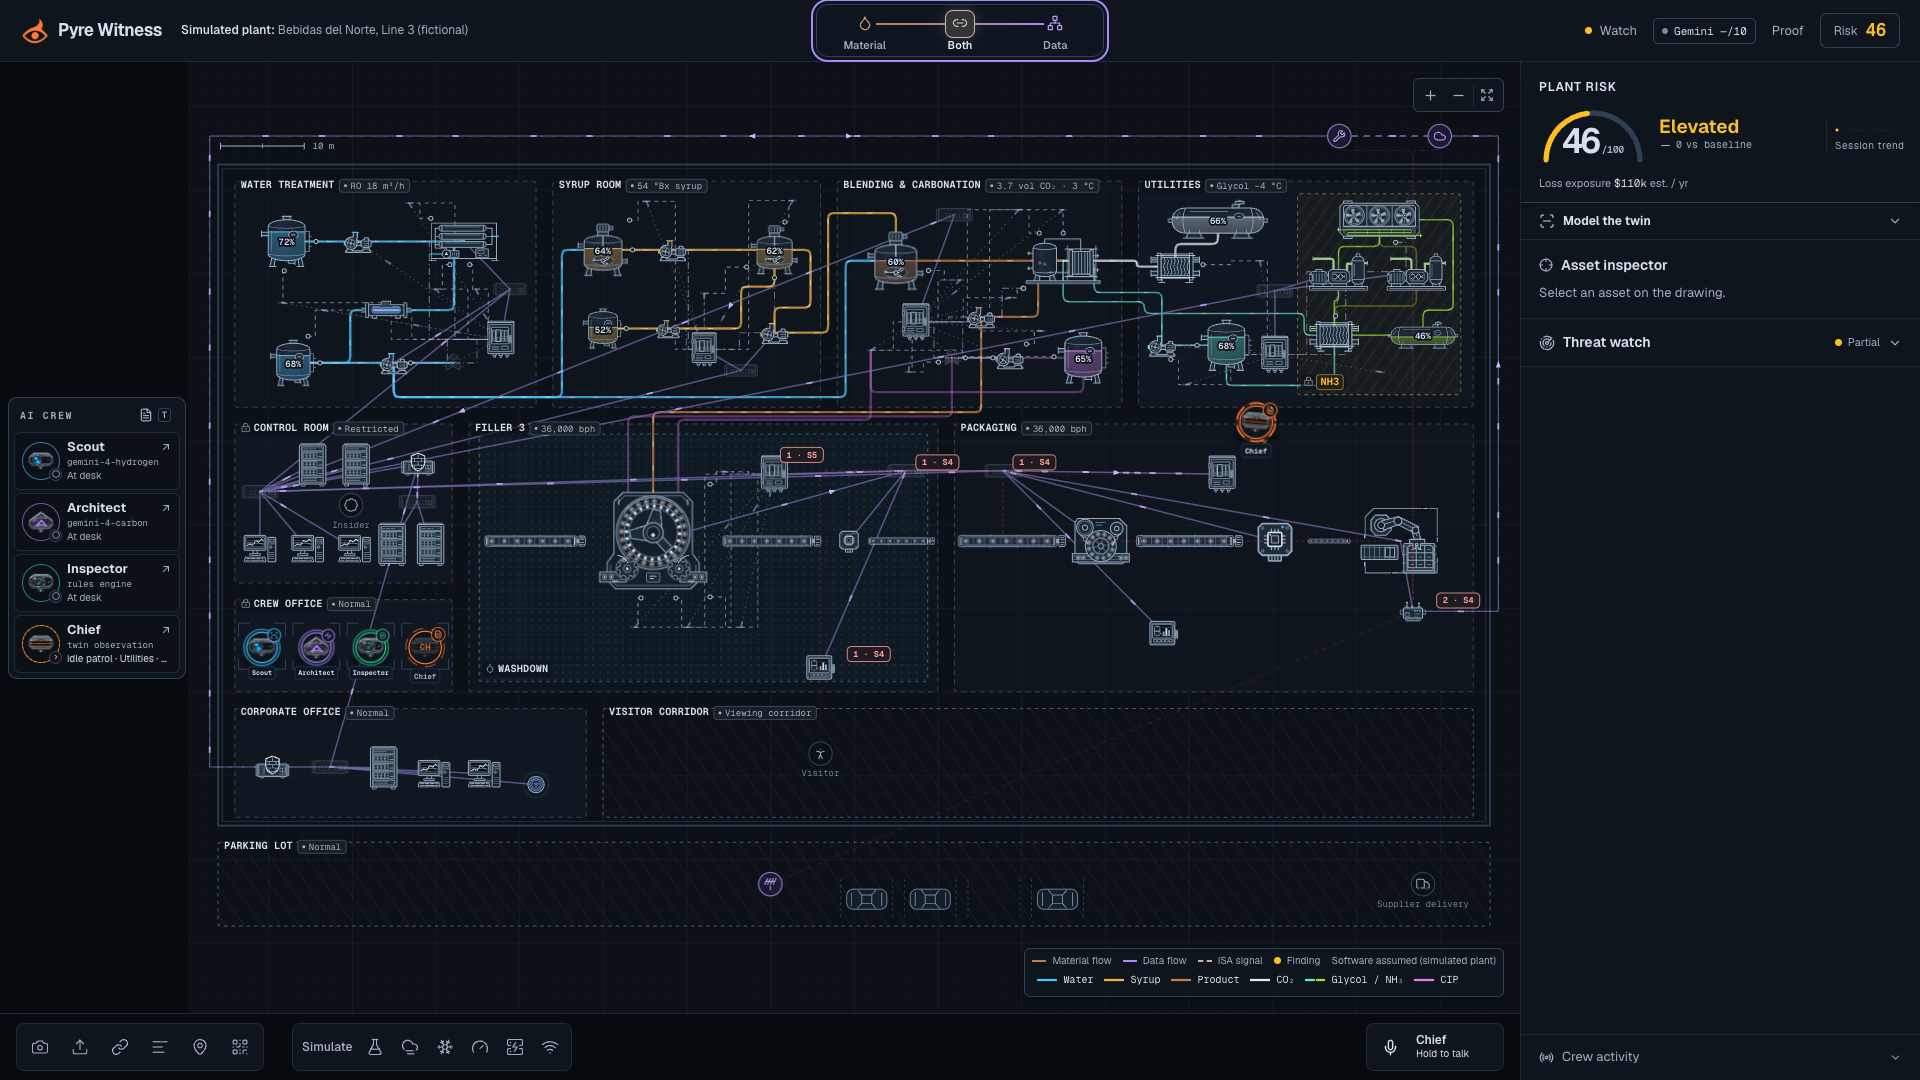 Pyre Witness
Simulated plant: Bebidas del Norte, Line 3 (fictional)
Material
Both
Data
Watch
Gemini −/10
Proof
Risk 46
10 m
WATER TREATMENT • RO 18 m³/h
SYRUP ROOM • 54 °Bx syrup
BLENDING & CARBONATION • 3.7 vol CO₂ · 3 °C
UTILITIES • Glycol −4 °C
72%
68%
64%
62%
52%
60%
65%
66%
68%
46%
NH3
AI CREW
T
Scout
gemini-4-hydrogen
At desk
Architect
gemini-4-carbon
At desk
Inspector
rules engine
At desk
Chief
twin observation
Idle patrol · Utilities · …
CONTROL ROOM • Restricted
FILLER 3 • 36,000 bph
PACKAGING • 36,000 bph
Chief
1 · S5
1 · S4
1 · S4
Insider
2 · S4
1 · S4
WASHDOWN
CREW OFFICE • Normal
CH
Scout
Architect
Inspector
Chief
CORPORATE OFFICE • Normal
VISITOR CORRIDOR • Viewing corridor
Visitor
PARKING LOT • Normal
Supplier delivery
Material flow
Data flow
ISA signal
Finding
Software assumed (simulated plant)
Water
Syrup
Product
CO₂
Glycol / NH₃
CIP
PLANT RISK
46/100
Elevated
— 0 vs baseline
Session trend
Loss exposure $110k est. / yr
Model the twin
Asset inspector
Select an asset on the drawing.
Threat watch
Partial
Simulate
Chief
Hold to talk
Crew activity